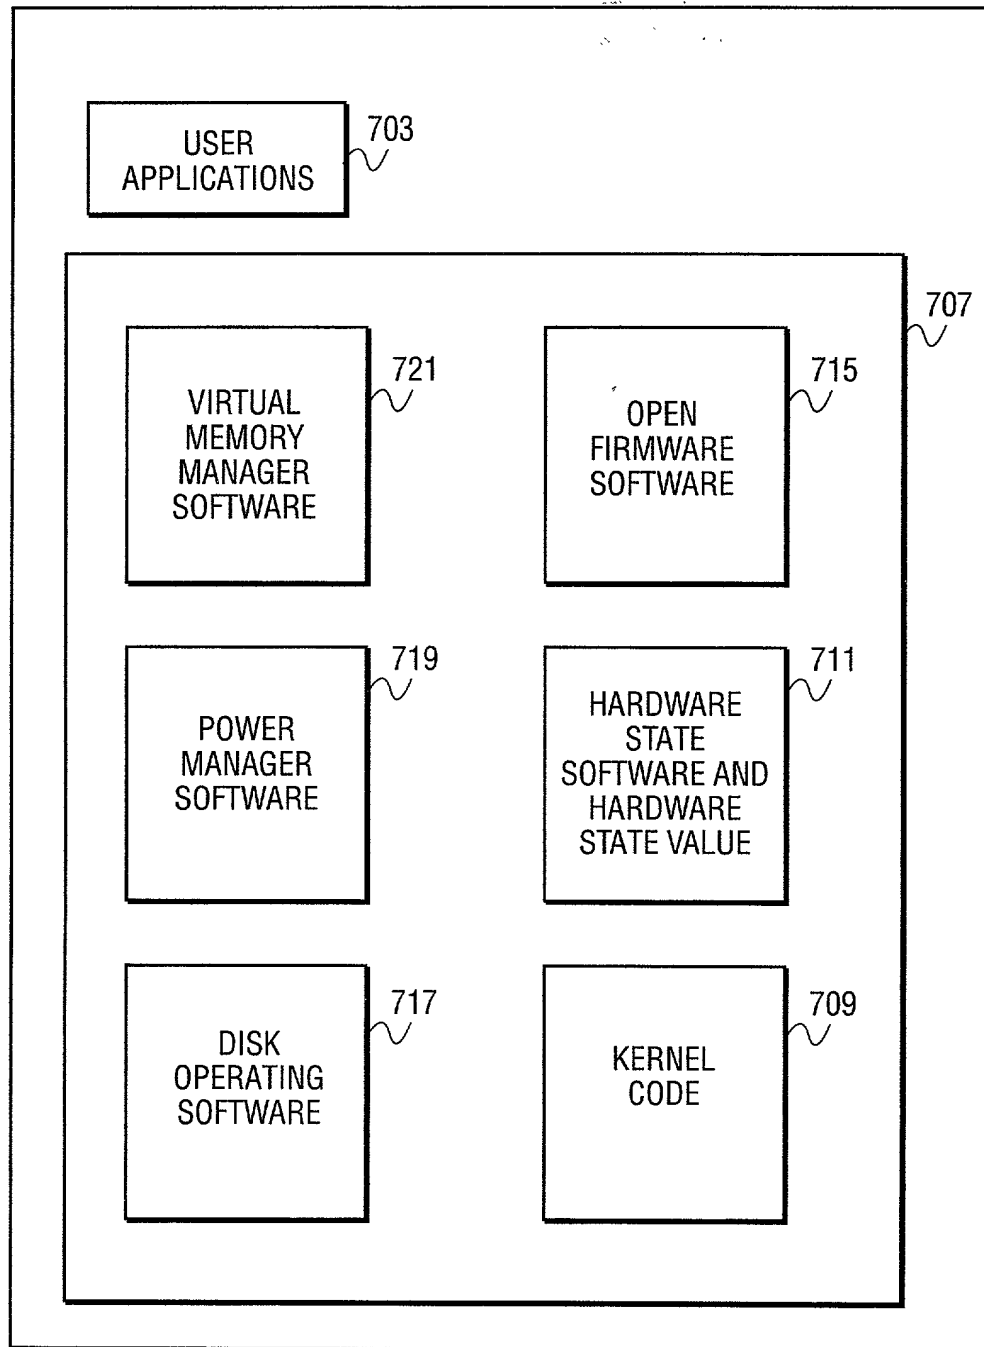 USER
APPLICATIONS
703
707
VIRTUAL
MEMORY
MANAGER
SOFTWARE
721
OPEN
FIRMWARE
SOFTWARE
715
POWER
MANAGER
SOFTWARE
719
HARDWARE
STATE
SOFTWARE AND
HARDWARE
STATE VALUE
711
DISK
OPERATING
SOFTWARE
717
KERNEL
CODE
709